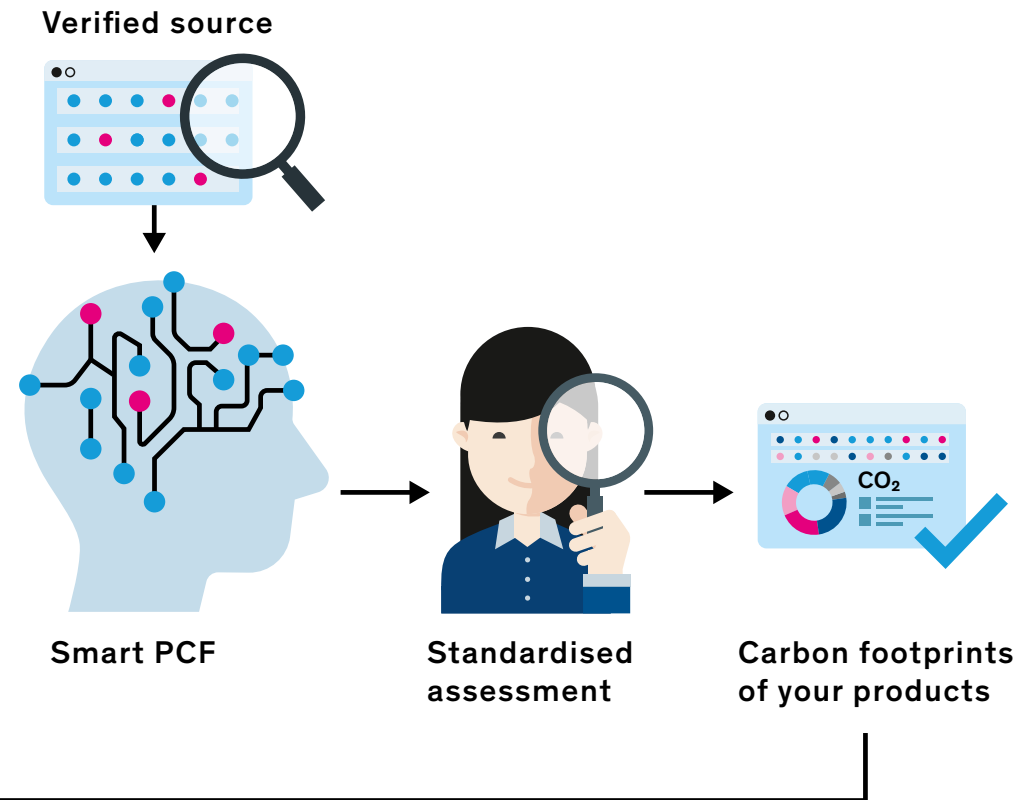 Verified source
CO₂
Smart PCF
Standardised
assessment
Carbon footprints
of your products